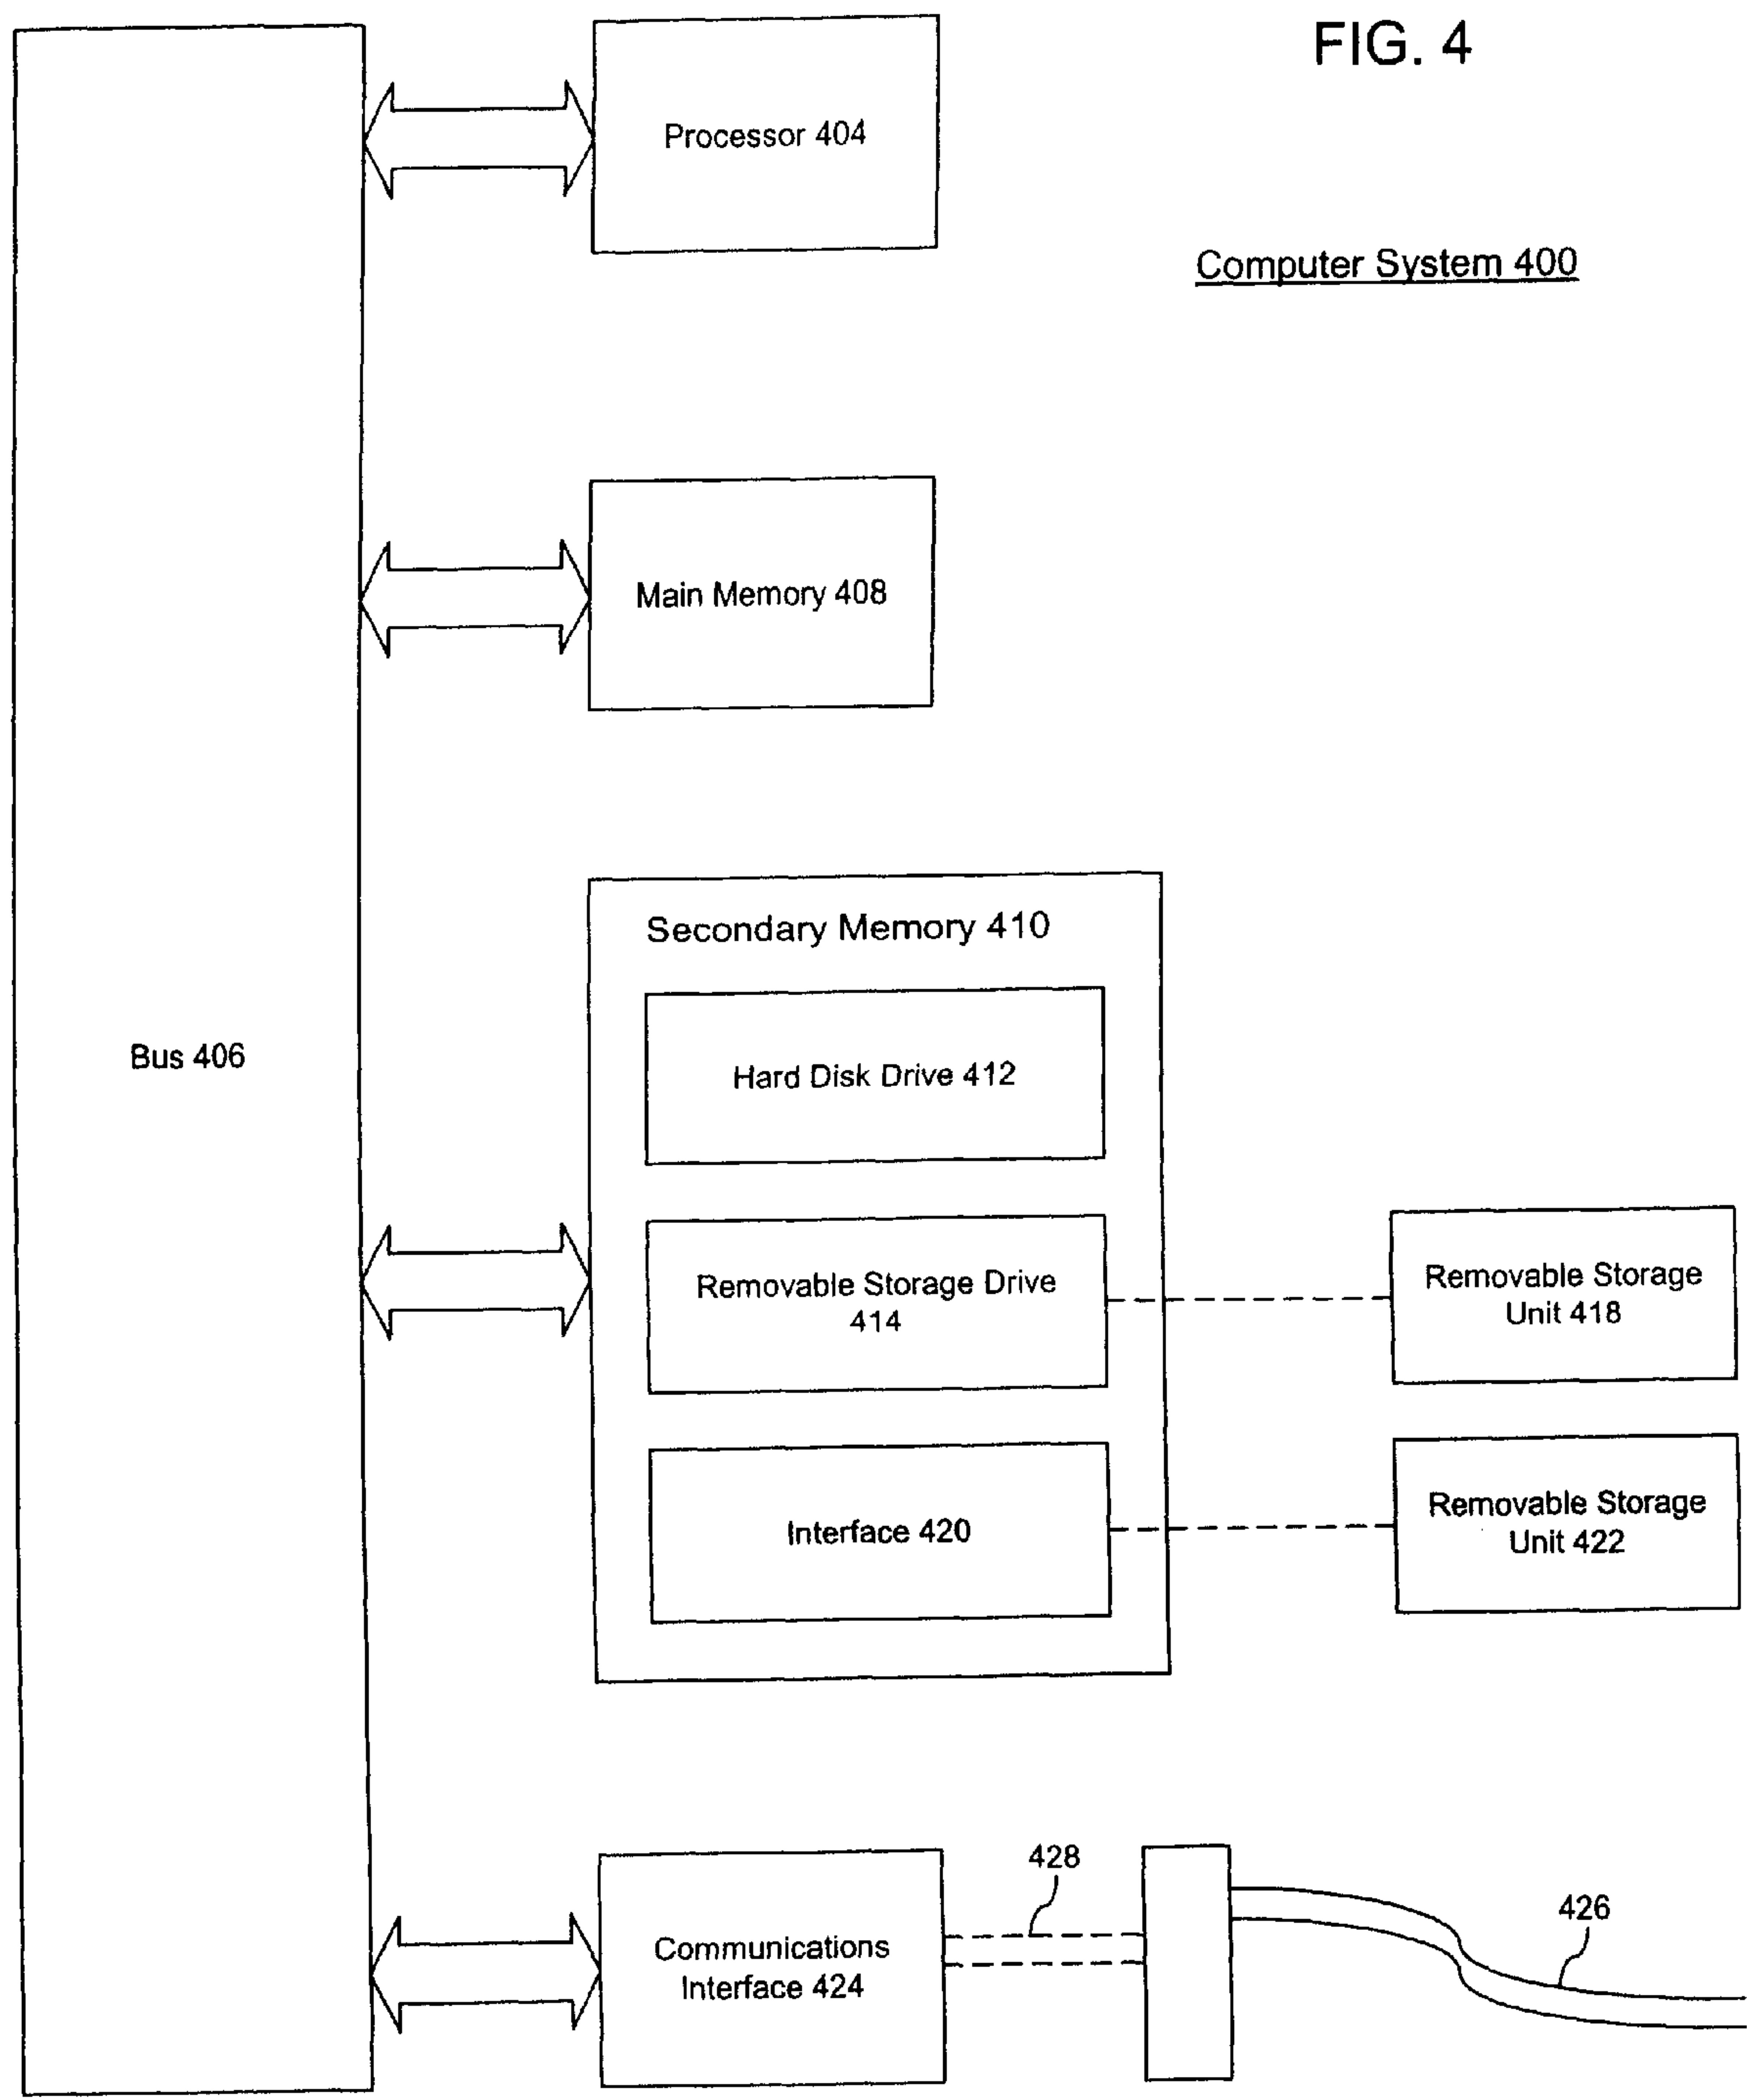 FIG. 4
Processor 404
Computer System 400
Main Memory 408
Secondary Memory 410
Bus 406
Hard Disk Drive 412
Removable Storage Drive
414
Removable Storage
Unit 418
Interface 420
Removable Storage
Unit 422
428
426
Communications
Interface 424